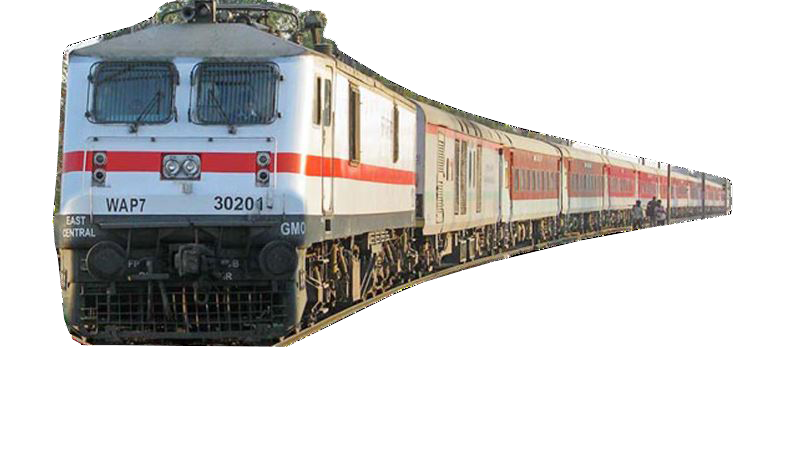 WAP7 30201
EAST
CENTRAL
GMO